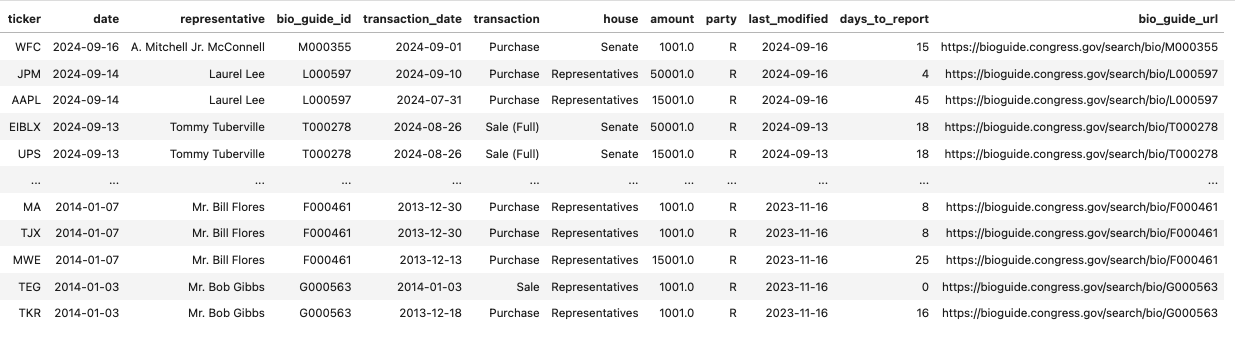 ticker date representative bio_guide_id transaction_date transaction house amount party last_modified days_to_report bio_guide_url
WFC 2024-09-16 A. Mitchell Jr. McConnell M000355 2024-09-01 Purchase Senate 1001.0 R 2024-09-16 15 https://bioguide.congress.gov/search/bio/M000355
JPM 2024-09-14 Laurel Lee L000597 2024-09-10 Purchase Representatives 50001.0 R 2024-09-16 4 https://bioguide.congress.gov/search/bio/L000597
AAPL 2024-09-14 Laurel Lee L000597 2024-07-31 Purchase Representatives 15001.0 R 2024-09-16 45 https://bioguide.congress.gov/search/bio/L000597
EIBLX 2024-09-13 Tommy Tuberville T000278 2024-08-26 Sale (Full) Senate 50001.0 R 2024-09-13 18 https://bioguide.congress.gov/search/bio/T000278
UPS 2024-09-13 Tommy Tuberville T000278 2024-08-26 Sale (Full) Senate 15001.0 R 2024-09-13 18 https://bioguide.congress.gov/search/bio/T000278
... ... ... ... ... ... ... ... ... ... ... ...
MA 2014-01-07 Mr. Bill Flores F000461 2013-12-30 Purchase Representatives 1001.0 R 2023-11-16 8 https://bioguide.congress.gov/search/bio/F000461
TJX 2014-01-07 Mr. Bill Flores F000461 2013-12-30 Purchase Representatives 1001.0 R 2023-11-16 8 https://bioguide.congress.gov/search/bio/F000461
MWE 2014-01-07 Mr. Bill Flores F000461 2013-12-13 Purchase Representatives 15001.0 R 2023-11-16 25 https://bioguide.congress.gov/search/bio/F000461
TEG 2014-01-03 Mr. Bob Gibbs G000563 2014-01-03 Sale Representatives 1001.0 R 2023-11-16 0 https://bioguide.congress.gov/search/bio/G000563
TKR 2014-01-03 Mr. Bob Gibbs G000563 2013-12-18 Purchase Representatives 1001.0 R 2023-11-16 16 https://bioguide.congress.gov/search/bio/G000563